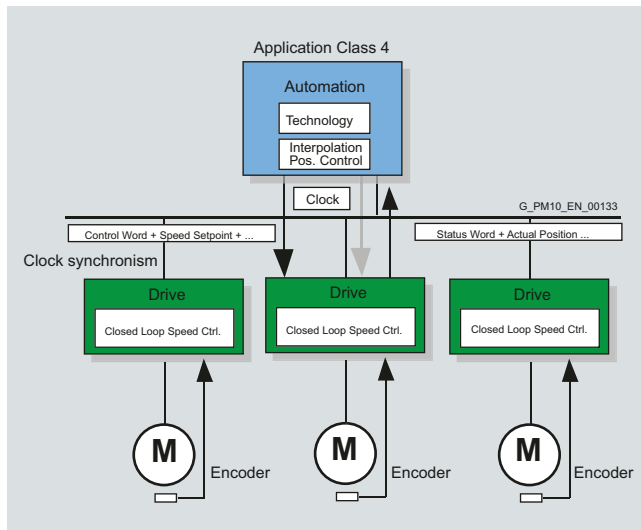 Application Class 4
Automation
Technology
Interpolation
Pos. Control
Clock
G_PM10_EN_00133
Control Word + Speed Setpoint + ...
Status Word + Actual Position ...
Clock synchronism
Drive
Drive
Drive
Closed Loop Speed Ctrl.
Closed Loop Speed Ctrl.
Closed Loop Speed Ctrl.
M
M
M
Encoder
Encoder
Encoder